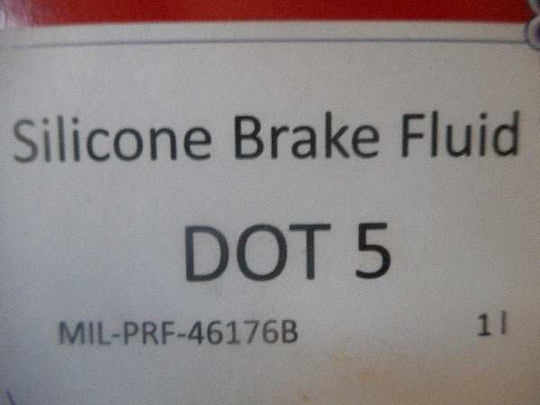 Silicone Brake Fluid
DOT 5
MIL-PRF-46176B 1 l